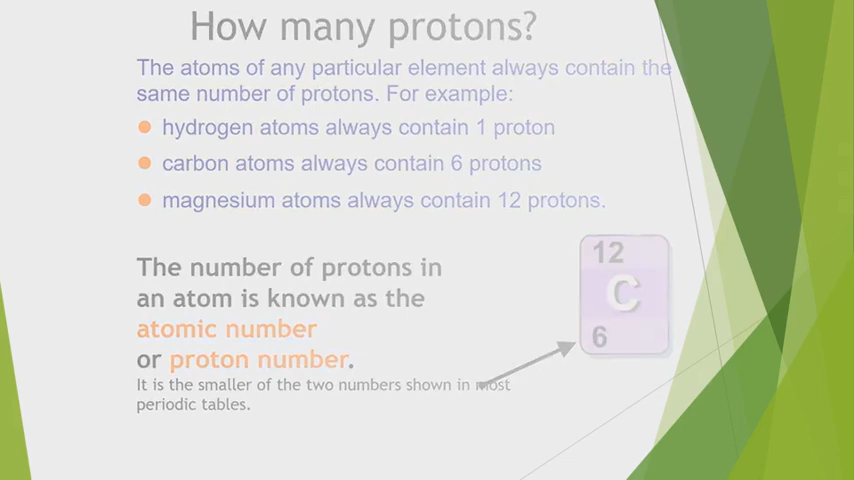 How many protons?
The atoms of any particular element always contain the
same number of protons. For example:
hydrogen atoms always contain 1 proton
carbon atoms always contain 6 protons
magnesium atoms always contain 12 protons.
The number of protons in
an atom is known as the
atomic number
or proton number.
It is the smaller of the two numbers shown in most
periodic tables.
12
C
6